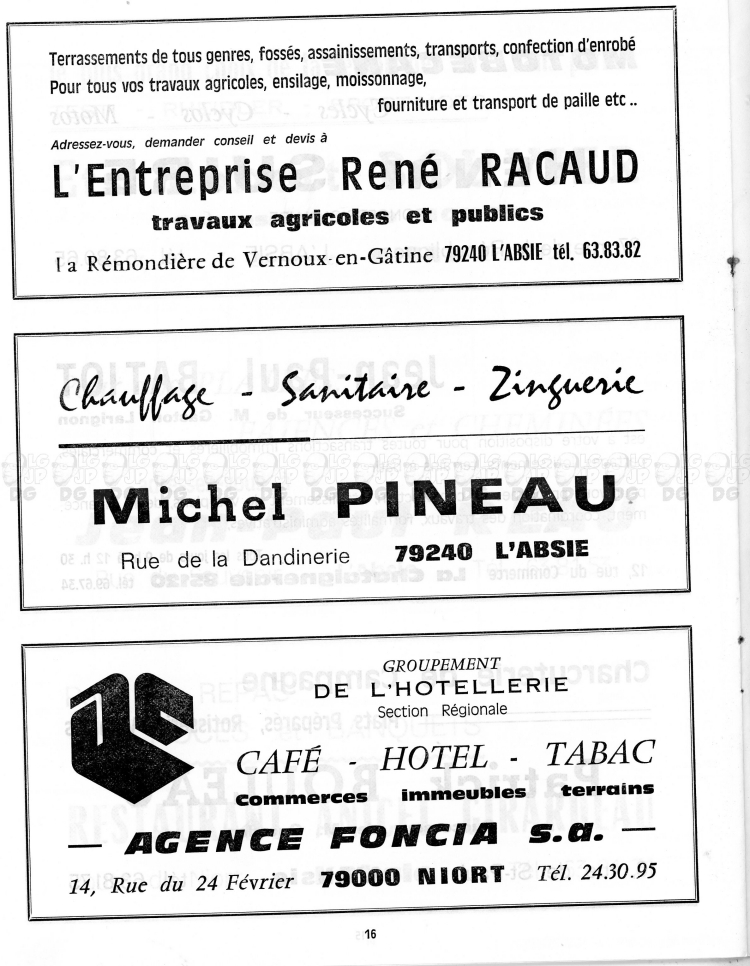 Terrassements de tous genres, fossés, assainissements, transports, confection d'enrobé
Pour tous vos travaux agricoles, ensilage, moissonnage,
fourniture et transport de paille etc ..
Adressez-vous, demander conseil et devis à
L'Entreprise René RACAUD
travaux agricoles et publics
la Rémondière de Vernoux-en-Gâtine 79240 L'ABSIE tél. 63.83.82
Chauffage - Sanitaire - Zinguerie
Michel PINEAU.
Rue de la Dandinerie 79240 L'ABSIE
GROUPEMENT
DE L'HOTELLERIE
Section Régionale
CAFÉ - HOTEL - TABAC
commerces immeubles terrains
— AGENCE FONCIA s.a. —
14, Rue du 24 Février 79000 NIORT Tél. 24.30.95
16